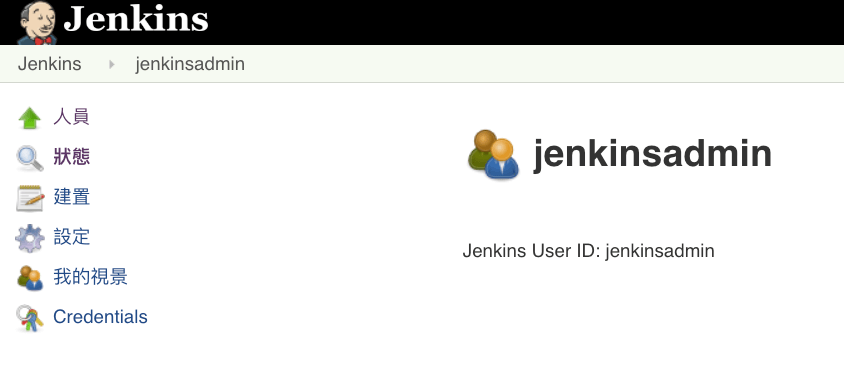 Jenkins
Jenkins jenkinsadmin
人員
狀態
建置
設定
我的視景
Credentials
jenkinsadmin
Jenkins User ID: jenkinsadmin